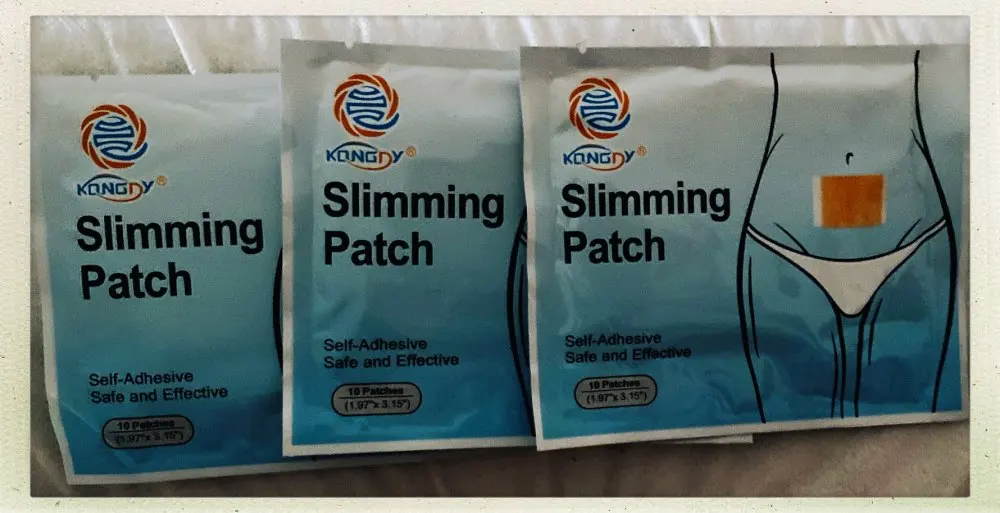 KONGDY®
Slimming
Patch
Self-Adhesive
Safe and Effective
10 Patches
(1.97"x 3.15")
KONGDY®
Slimming
Patch
Self-Adhesive
Safe and Effective
10 Patches
(1.97"x 3.15")
KONGDY®
Slimming
Patch
Self-Adhesive
Safe and Effective
10 Patches
(1.97"x 3.15")